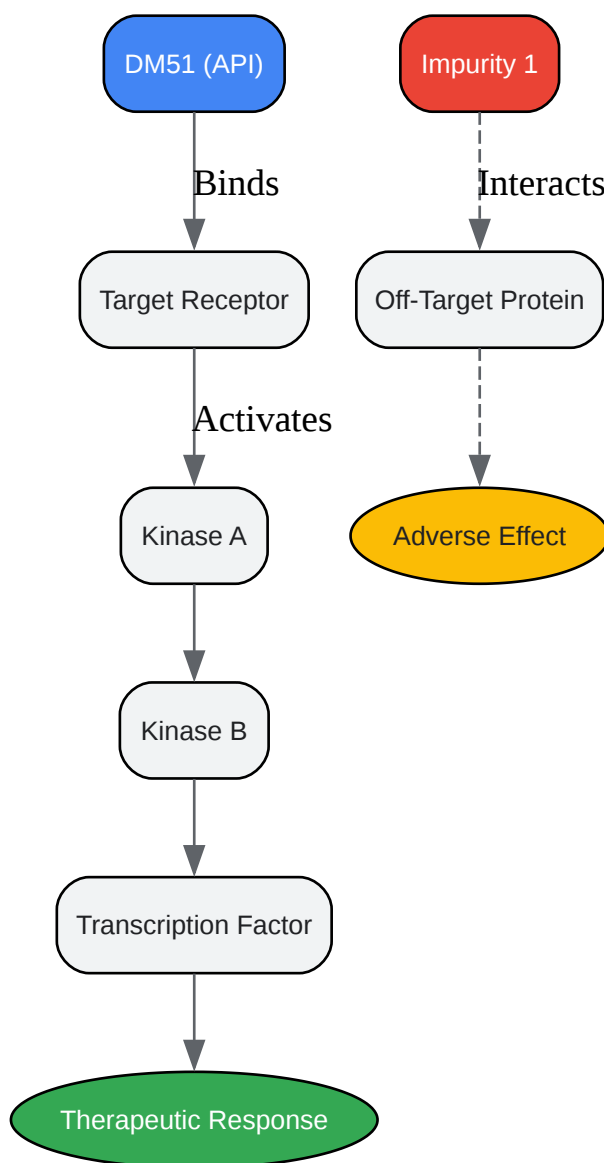 DM51 (API)
Impurity 1
Binds
Interacts
Target Receptor
Off-Target Protein
Activates
Kinase A
Adverse Effect
Kinase B
Transcription Factor
Therapeutic Response